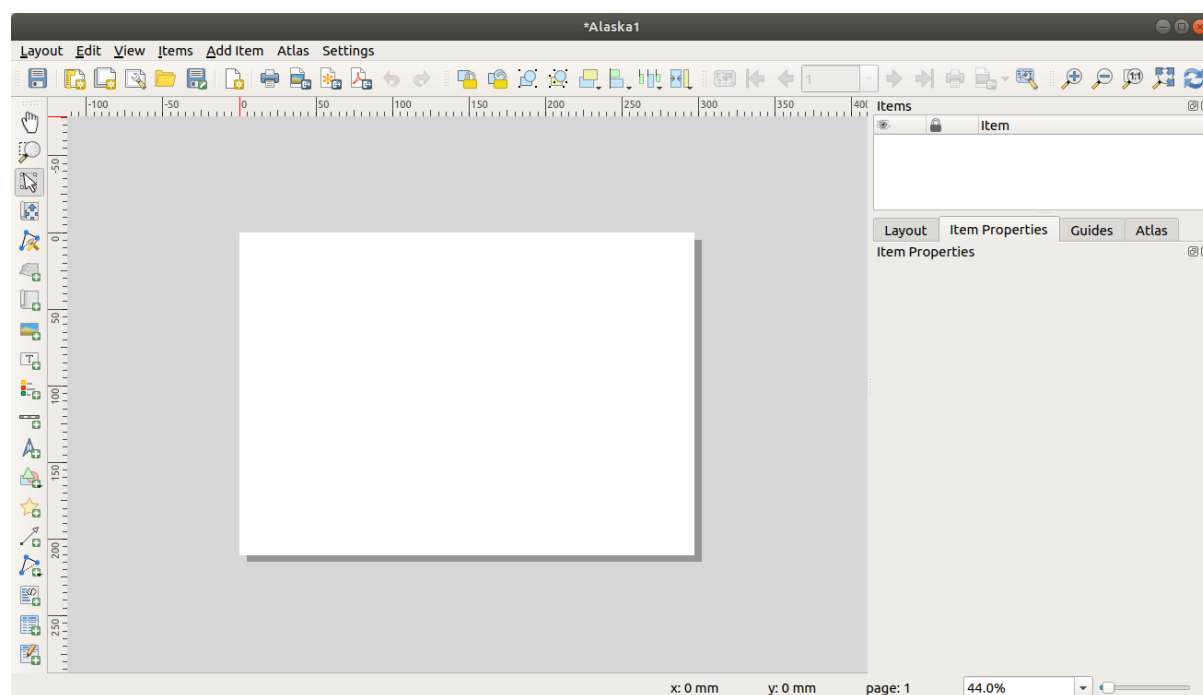 *Alaska1
Layout Edit View Items Add Item Atlas Settings
1:1
1
-100 -50 0 50 100 150 200 250 300 350 400
Items
Item
Layout Item Properties Guides Atlas
Item Properties
-50
0
50
100
150
200
250
T
x: 0 mm y: 0 mm page: 1 44.0%